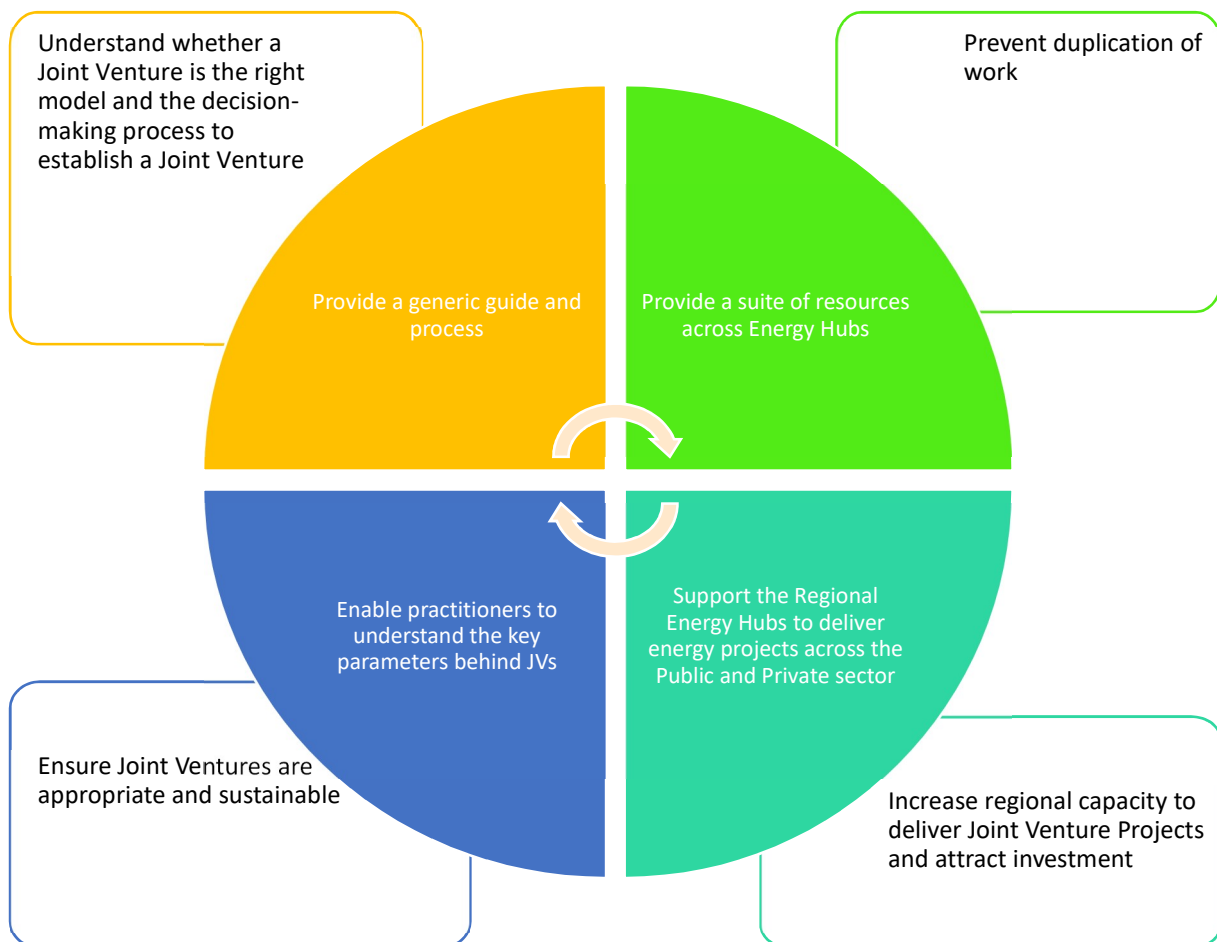 Understand whether a
Joint Venture is the right
model and the decision-
making process to
establish a Joint Venture
Prevent duplication of
work
Provide a generic guide and
process
Provide a suite of resources
across Energy Hubs
Enable practitioners to
understand the key
parameters behind JVs
Support the Regional
Energy Hubs to deliver
energy projects across the
Public and Private sector
Ensure Joint Ventures are
appropriate and sustainable
Increase regional capacity to
deliver Joint Venture Projects
and attract investment